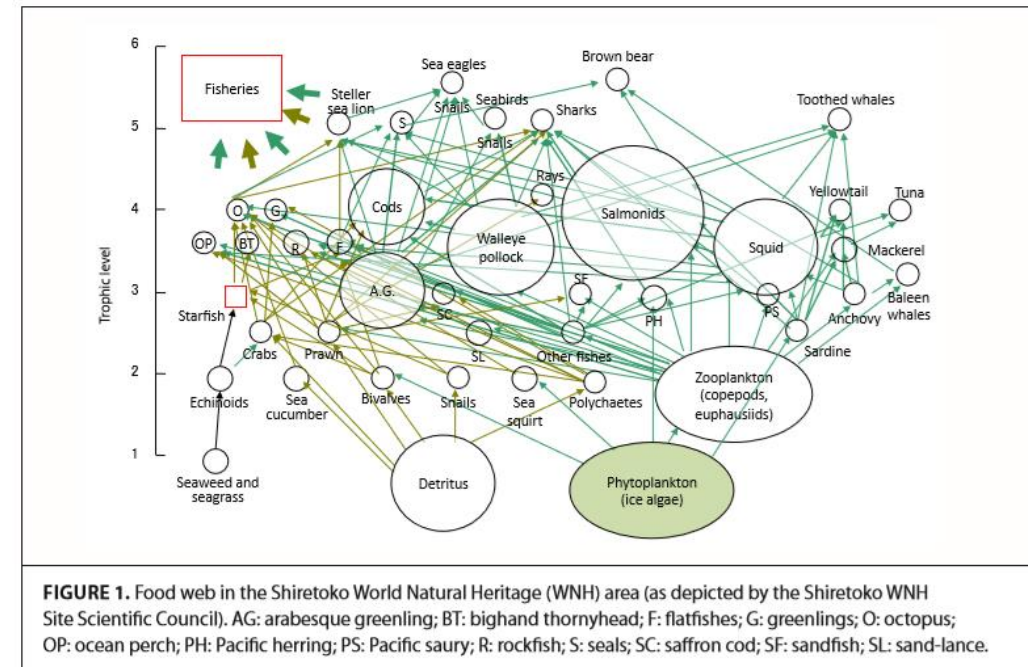 6
5
4
3
2
1
Trophic level
Fisheries
Steller
sea lion
Sea eagles
Snails
Seabirds
Snails
Sharks
Brown bear
Toothed whales
S
O
G
Cods
Rays
Salmonids
Yellowtail
Tuna
OP
BT
R
F
Walleye
pollock
Squid
Mackerel
A.G.
SC
SF
PH
PS
Baleen
whales
Starfish
Anchovy
Crabs
Prawn
SL
Other fishes
Sardine
Echinoids
Sea
cucumber
Bivalves
Snails
Sea
squirt
Polychaetes
Zooplankton
(copepods,
euphausiids)
Seaweed and
seagrass
Detritus
Phytoplankton
(ice algae)
FIGURE 1. Food web in the Shiretoko World Natural Heritage (WNH) area (as depicted by the Shiretoko WNH
Site Scientific Council). AG: arabesque greenling; BT: bighand thornyhead; F: flatfishes; G: greenlings; O: octopus;
OP: ocean perch; PH: Pacific herring; PS: Pacific saury; R: rockfish; S: seals; SC: saffron cod; SF: sandfish; SL: sand-lance.